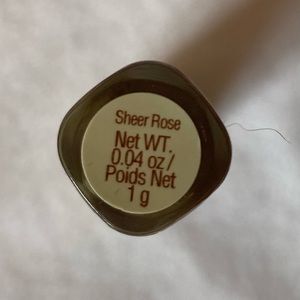 Sheer Rose
Net WT.
0.04 oz /
Poids Net
1 g